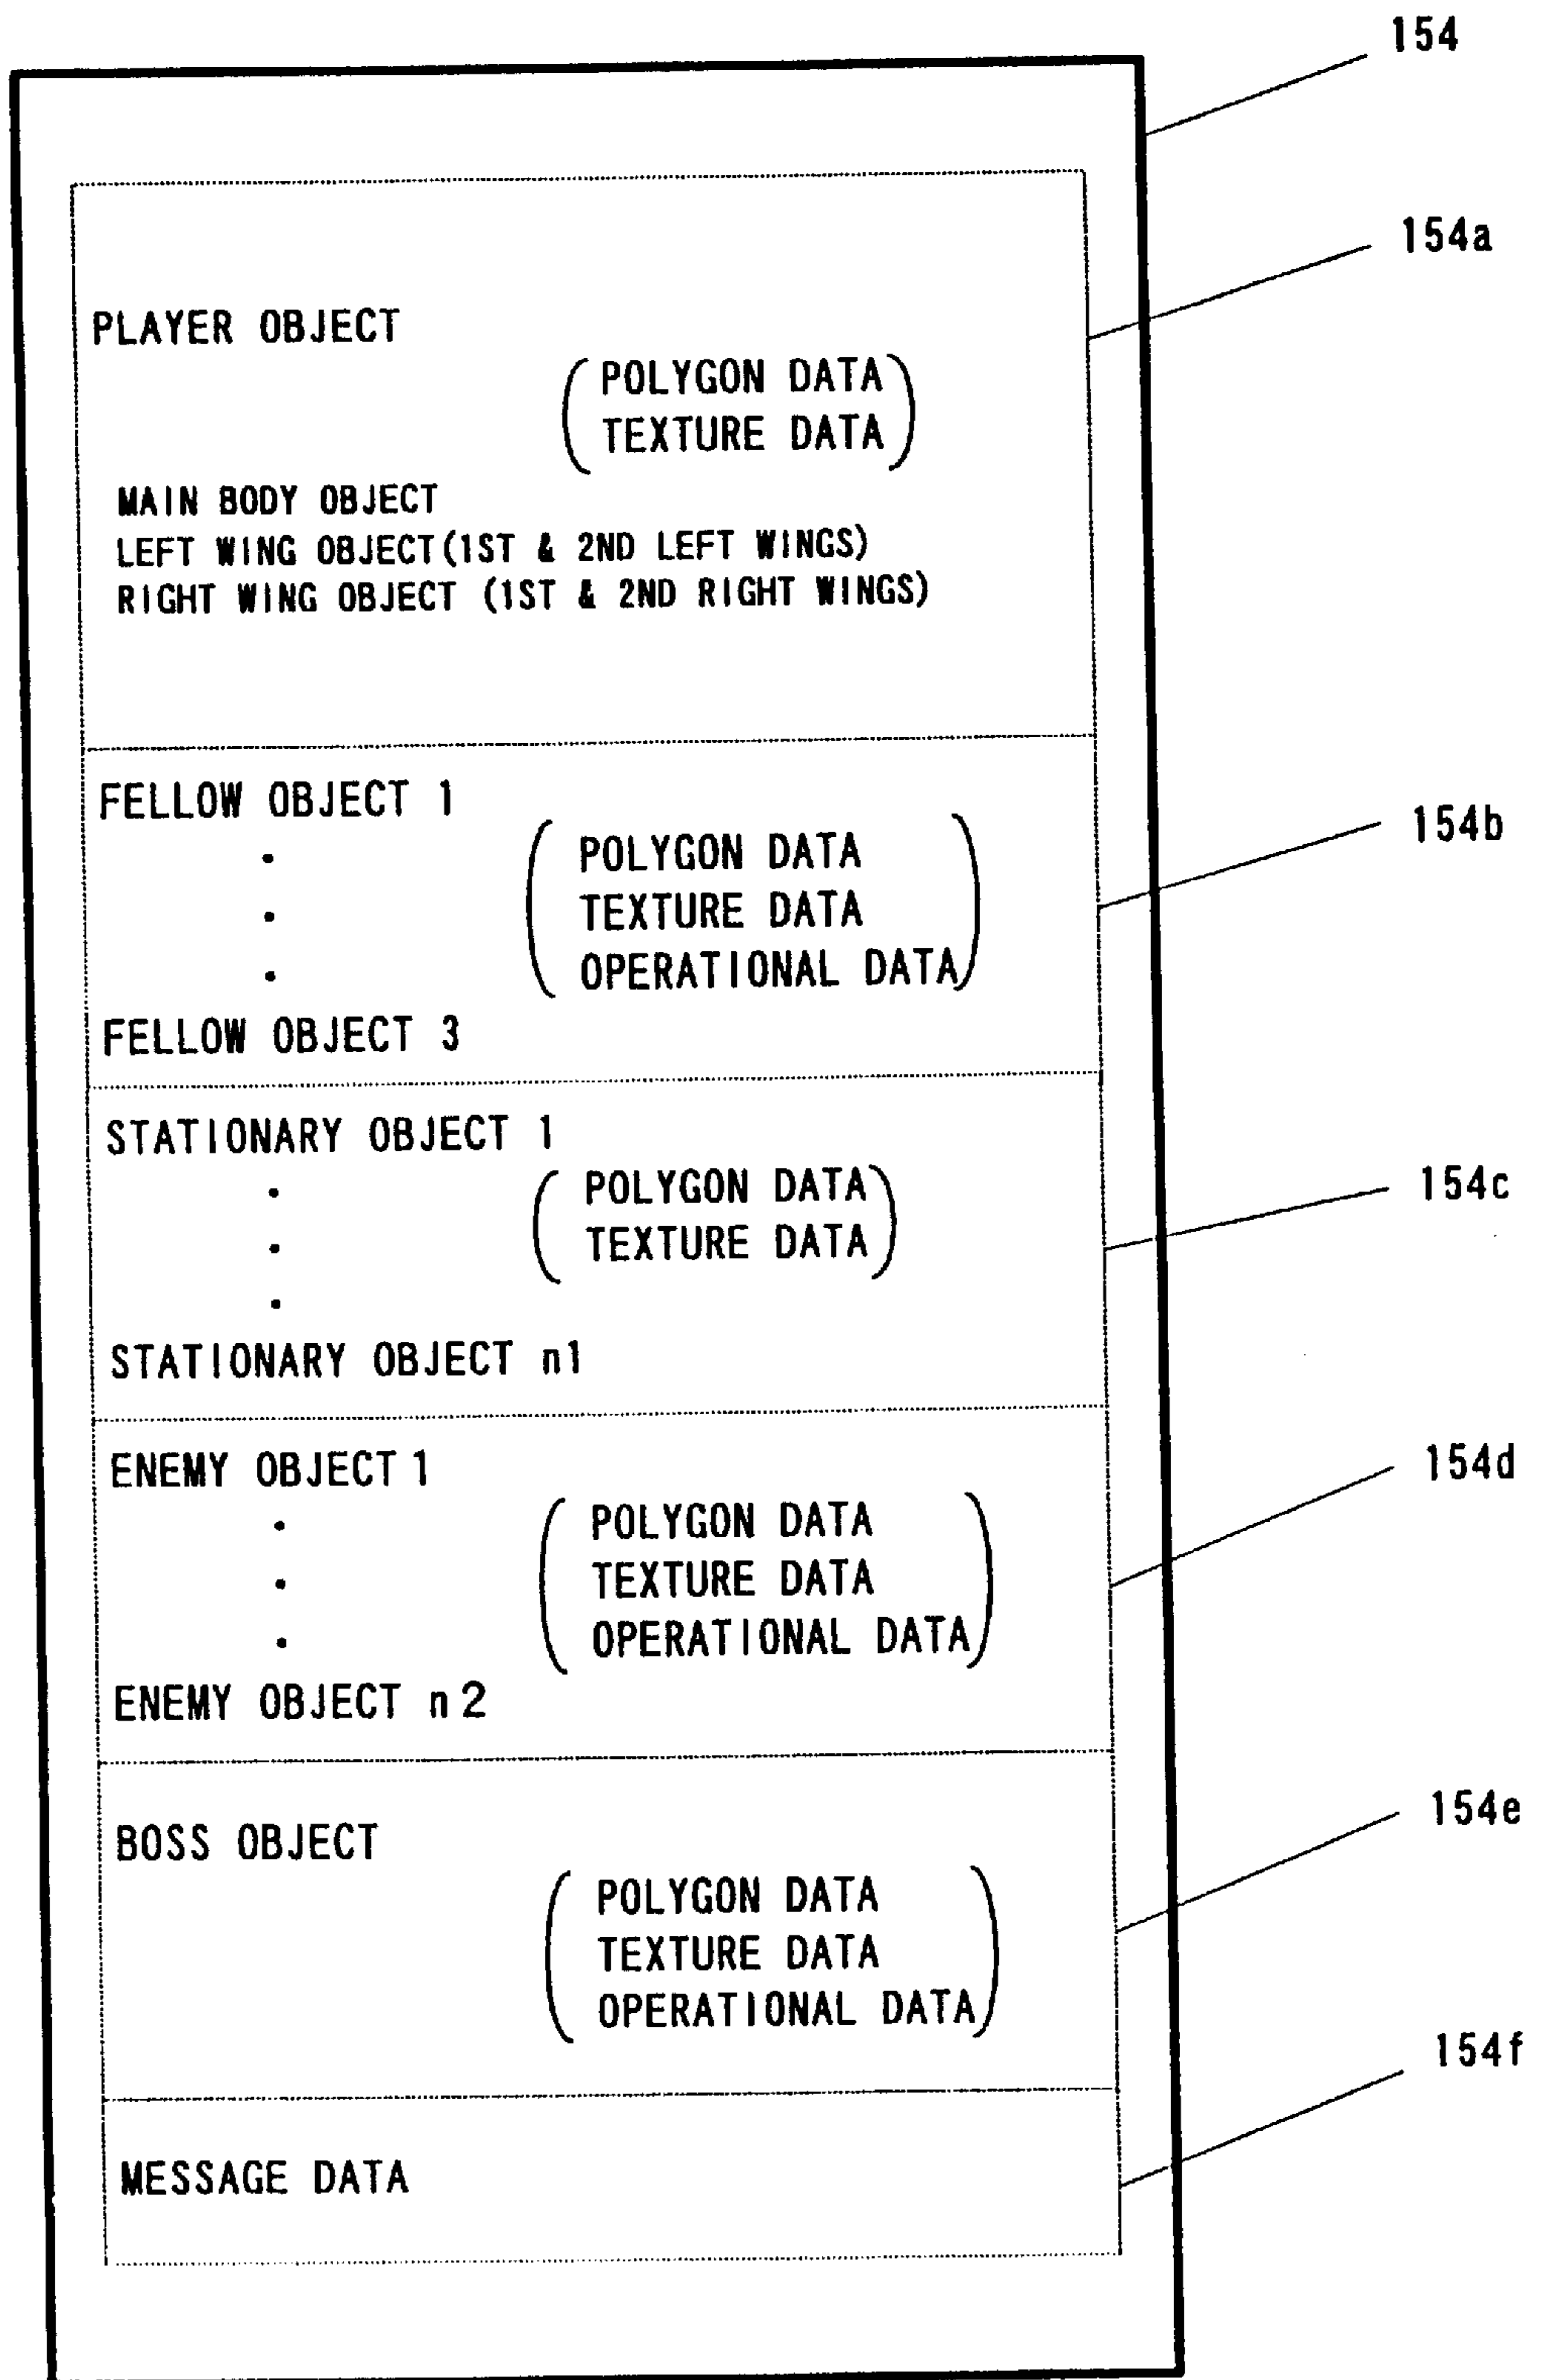 154
154a
PLAYER OBJECT
POLYGON DATA
TEXTURE DATA
MAIN BODY OBJECT
LEFT WING OBJECT(1ST & 2ND LEFT WINGS)
RIGHT WING OBJECT (1ST & 2ND RIGHT WINGS)
FELLOW OBJECT 1
154b
POLYGON DATA
TEXTURE DATA
OPERATIONAL DATA
FELLOW OBJECT 3
STATIONARY OBJECT 1
154c
POLYGON DATA
TEXTURE DATA
STATIONARY OBJECT n1
ENEMY OBJECT 1
154d
POLYGON DATA
TEXTURE DATA
OPERATIONAL DATA
ENEMY OBJECT n2
154e
BOSS OBJECT
POLYGON DATA
TEXTURE DATA
OPERATIONAL DATA
154f
MESSAGE DATA